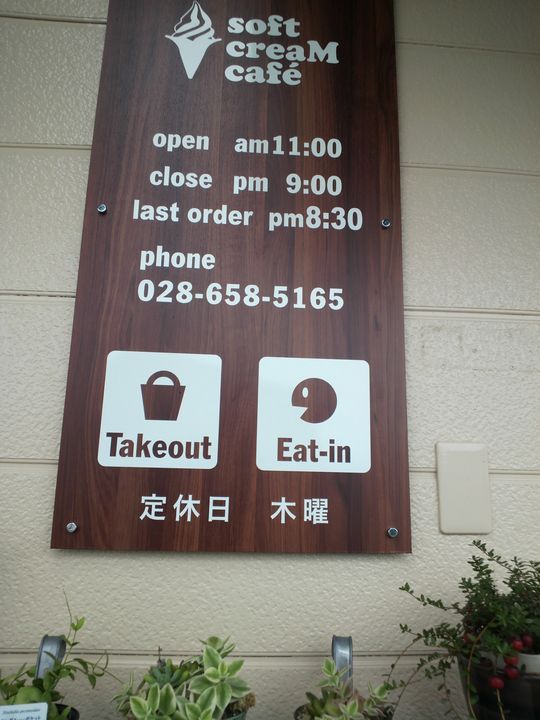 soft
creaM
café
open am11:00
close pm 9:00
last order pm8:30
phone
028-658-5165
Takeout
Eat-in
定休日 木曜